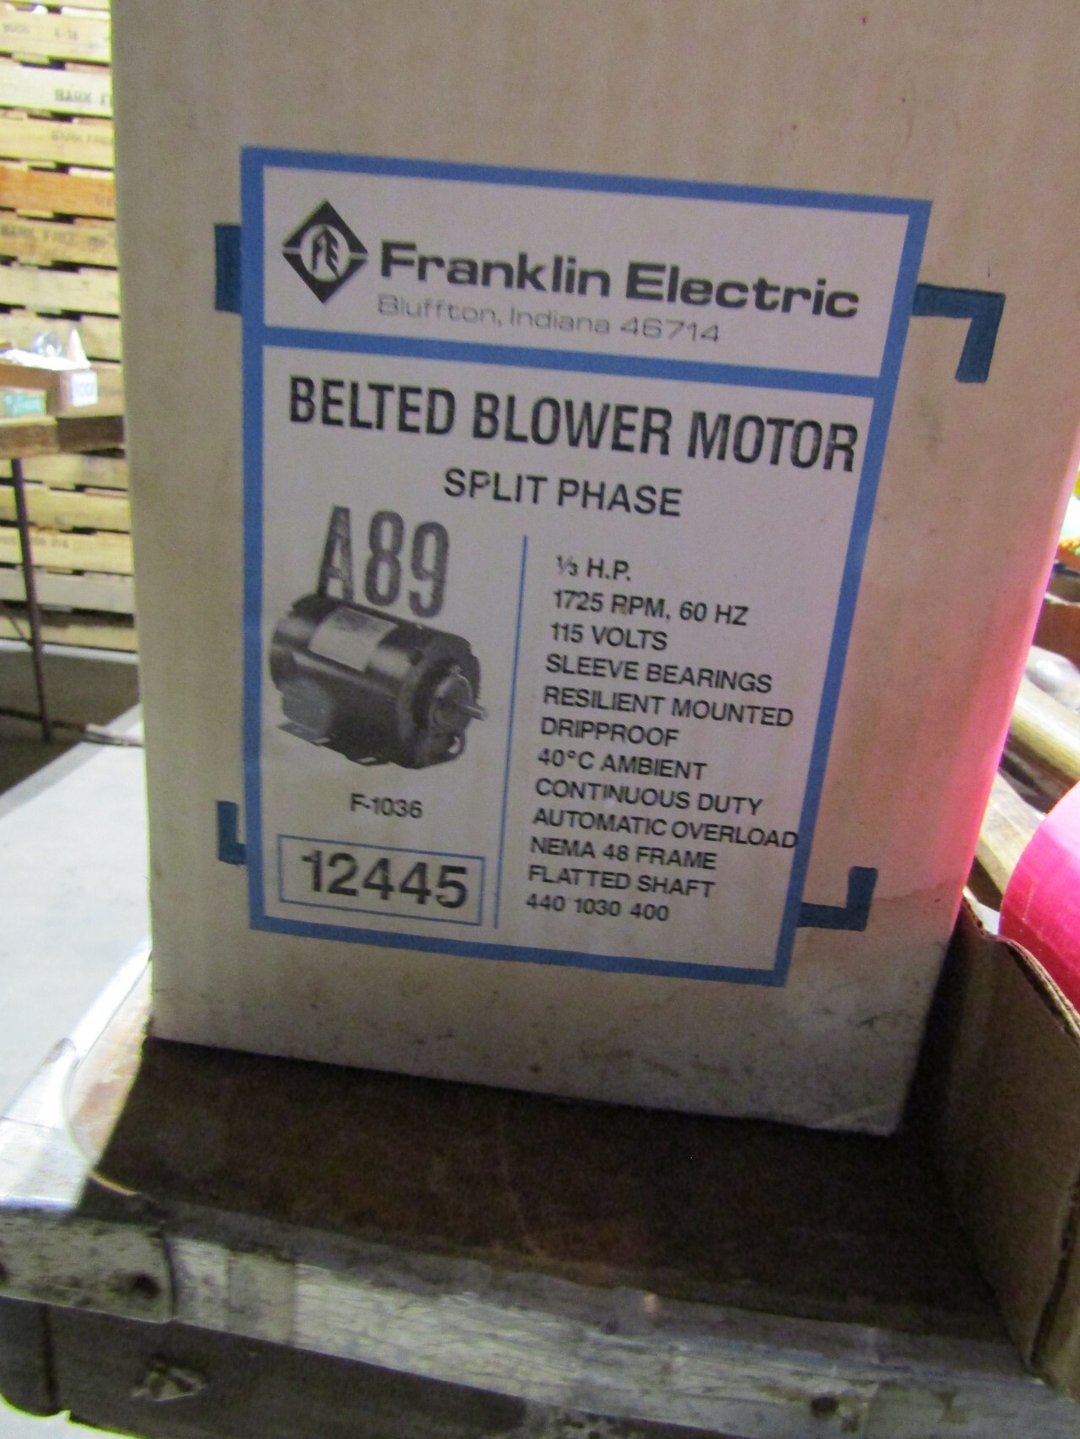 FE
Franklin Electric
Bluffton, Indiana 46714
BELTED BLOWER MOTOR
SPLIT PHASE
A89
F-1036
12445
⅓ H.P.
1725 RPM, 60 HZ
115 VOLTS
SLEEVE BEARINGS
RESILIENT MOUNTED
DRIPPROOF
40°C AMBIENT
CONTINUOUS DUTY
AUTOMATIC OVERLOAD
NEMA 48 FRAME
FLATTED SHAFT
440 1030 400